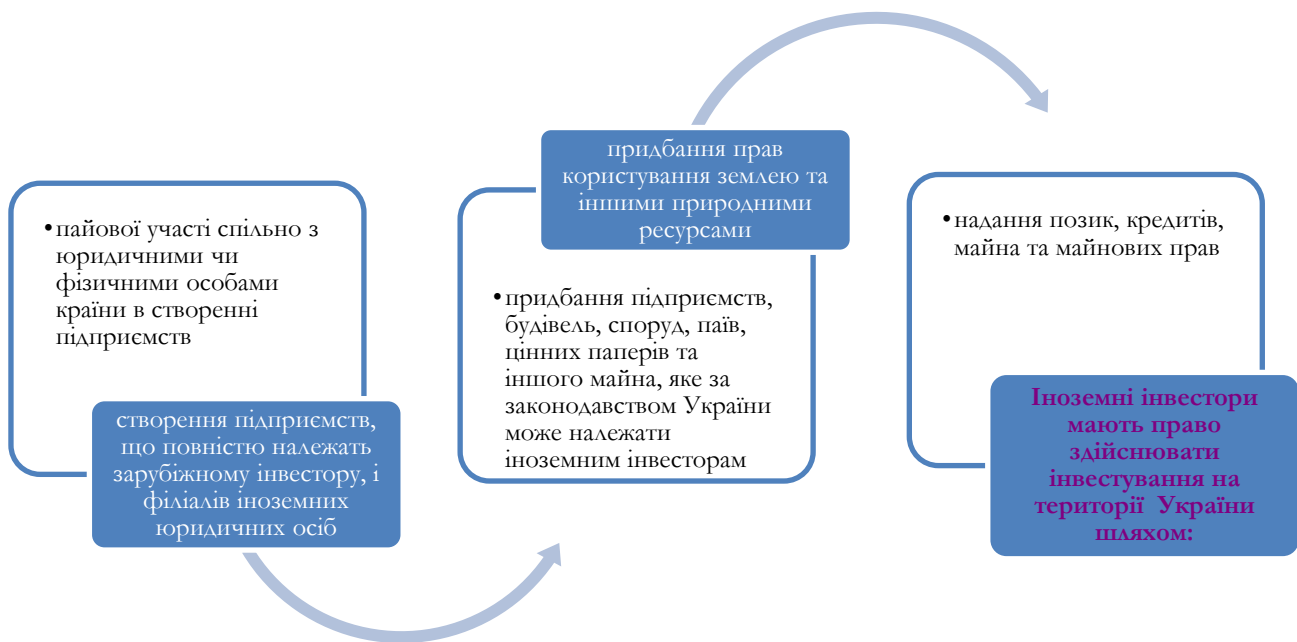 •пайової участі спільно з
юридичними чи
фізичними особами
країни в створенні
підприємств
створення підприємств,
що повністю належать
зарубіжному інвестору, і
філіалів іноземних
юридичних осіб
придбання прав
користування землею та
іншими природними
ресурсами
•придбання підприємств,
будівель, споруд, паїв,
цінних паперів та
іншого майна, яке за
законодавством України
може належати
іноземним інвесторам
•надання позик, кредитів,
майна та майнових прав
Іноземні інвестори
мають право
здійснювати
інвестування на
території України
шляхом: